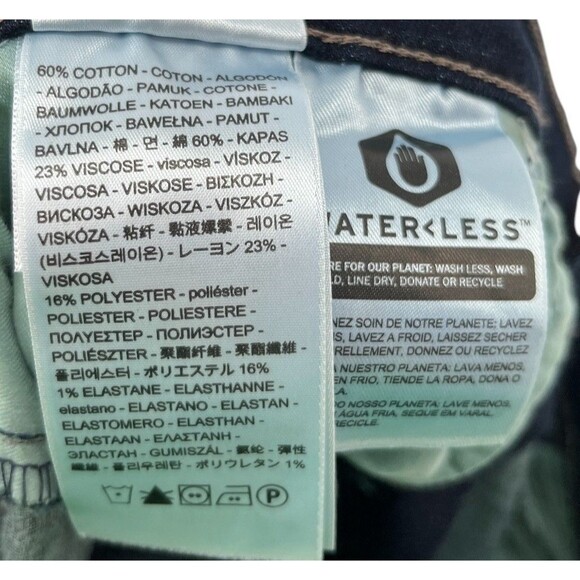 60% COTTON - COTON - ALGODÓN
- ALGODÃO - PAMUK - COTONE -
BAUMWOLLE - KATOEN - BAMBAKI
- ХЛОПОК - BAWEŁNA - PAMUT -
BAVLNA - 棉 - 면 - 綿 60% - KAPAS
23% VISCOSE - viscosa - VİSKOZ -
VISCOSA - VISKOSE - ΒΙΣΚΟΖΗ -
ВИСКОЗА - WISKOZA - VISZKÓZ -
VISKÓZA - 粘纤 - 黏液嫘縈 - 레이온
(비스코스레이온) - レーヨン 23% -
VISKOSA
16% POLYESTER - poliéster -
POLIESTER - POLIESTERE -
ΠΟΛΥΕΣΤΕΡ - ПОЛИЭСТЕР -
POLIÉSZTER - 聚酯纤维 - 聚酯纖維 -
폴리에스터 - ポリエステル 16%
1% ELASTANE - ELASTHANNE -
elastano - ELASTANO - ELASTAN -
ELASTOMERO - ELASTHAN -
ELASTAAN - ΕΛΑΣΤΑΝΗ -
ЭЛАСТАН - GUMISZÁL - 氨纶 - 彈性
纖維 - 폴리우레탄 - ポリウレタン 1%
P
WATER<LESS™
RE FOR OUR PLANET: WASH LESS, WASH
LD, LINE DRY, DONATE OR RECYCLE
NEZ SOIN DE NOTRE PLANETE: LAVEZ
S, LAVEZ A FROID, LAISSEZ SECHER
RELLEMENT, DONNEZ OU RECYCLEZ
A NUESTRO PLANETA: LAVA MENOS,
EN FRIO, TIENDE LA ROPA, DONA O
DO NOSSO PLANETA: LAVE MENOS,
ÁGUA FRIA, SEQUE EM VARAL,
RECICLE.